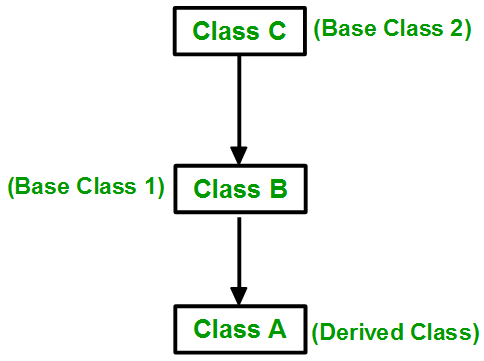 Class C (Base Class 2)
(Base Class 1) Class B
Class A (Derived Class)